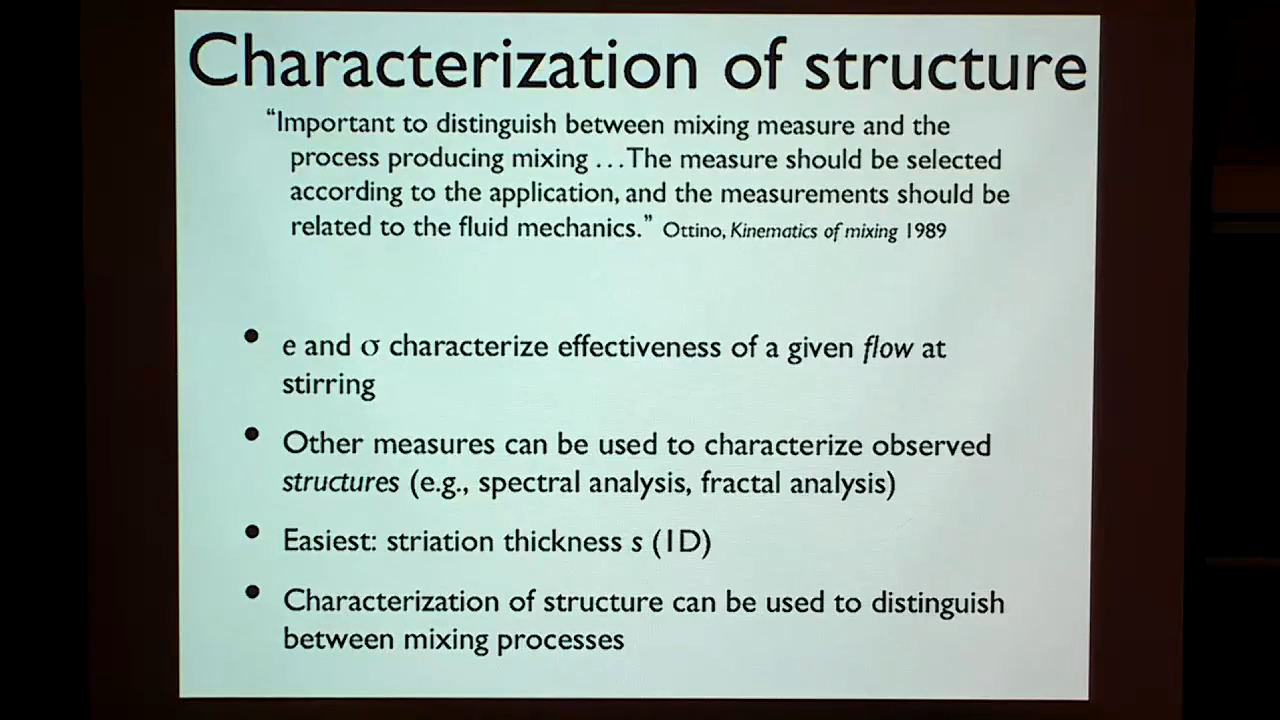 Characterization of structure
“Important to distinguish between mixing measure and the
process producing mixing …The measure should be selected
according to the application, and the measurements should be
related to the fluid mechanics.” Ottino, Kinematics of mixing 1989
• e and σ characterize effectiveness of a given flow at
stirring
• Other measures can be used to characterize observed
structures (e.g., spectral analysis, fractal analysis)
• Easiest: striation thickness s (1D)
• Characterization of structure can be used to distinguish
between mixing processes